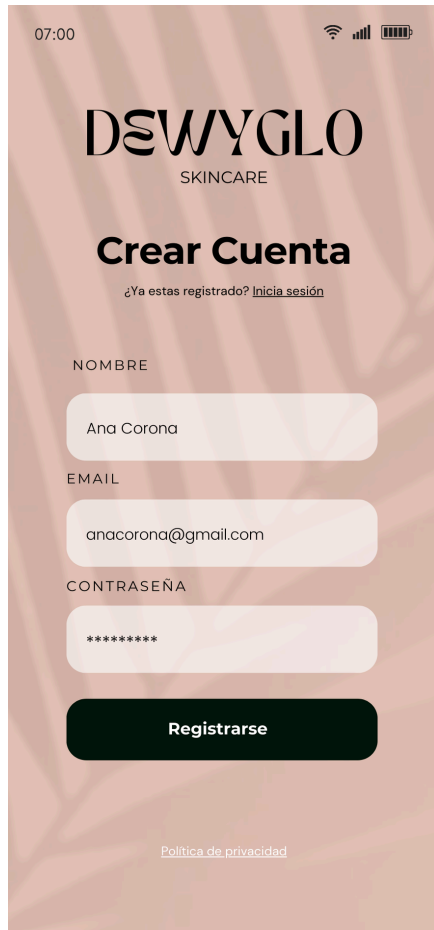 07:00
DEWYGLO
SKINCARE
Crear Cuenta
¿Ya estas registrado? Inicia sesión
NOMBRE
Ana Corona
EMAIL
anacorona@gmail.com
CONTRASEÑA
*********
Registrarse
Política de privacidad